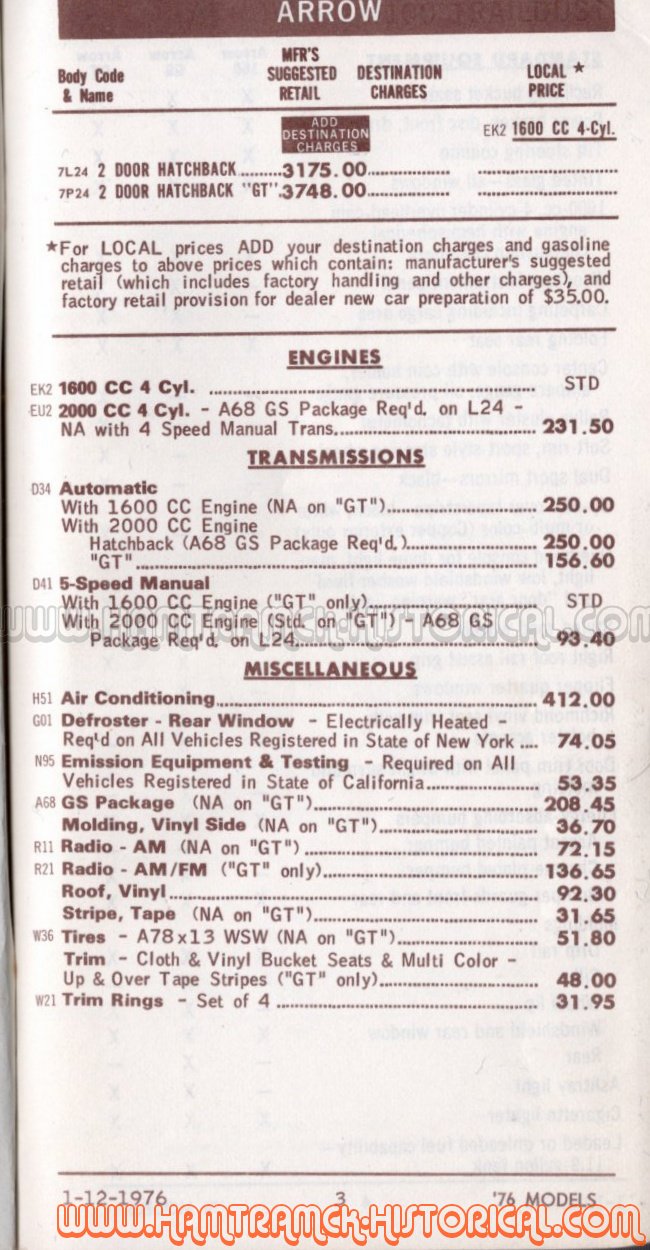 ARROW
Body Code & Name MFR'S SUGGESTED RETAIL DESTINATION CHARGES LOCAL ★ PRICE
ADD DESTINATION CHARGES
EK2 1600 CC 4-Cyl.
7L24 2 DOOR HATCHBACK.........3175.00
7P24 2 DOOR HATCHBACK "GT".3748.00
★For LOCAL prices ADD your destination charges and gasoline
charges to above prices which contain: manufacturer's suggested
retail (which includes factory handling and other charges), and
factory retail provision for dealer new car preparation of $35.00.
ENGINES
EK2 1600 CC 4 Cyl. ........ STD
EU2 2000 CC 4 Cyl. - A68 GS Package Req'd. on L24 -
NA with 4 Speed Manual Trans........ 231.50
TRANSMISSIONS
D34 Automatic
With 1600 CC Engine (NA on "GT")........ 250.00
With 2000 CC Engine
Hatchback (A68 GS Package Req'd.)........ 250.00
"GT"........ 156.60
D41 5-Speed Manual
With 1600 CC Engine ("GT" only)........ STD
With 2000 CC Engine (Std. on "GT") - A68 GS
Package Req'd. on L24........ 93.40
www.HAMTRAMCK-HISTORICAL.com
MISCELLANEOUS
H51 Air Conditioning........ 412.00
G01 Defroster - Rear Window - Electrically Heated -
Req'd on All Vehicles Registered in State of New York .... 74.05
N95 Emission Equipment & Testing - Required on All
Vehicles Registered in State of California........ 53.35
A68 GS Package (NA on "GT")........ 208.45
Molding, Vinyl Side (NA on "GT")........ 36.70
R11 Radio - AM (NA on "GT")........ 72.15
R21 Radio - AM/FM ("GT" only)........ 136.65
Roof, Vinyl........ 92.30
Stripe, Tape (NA on "GT")........ 31.65
W36 Tires - A78x13 WSW (NA on "GT")........ 51.80
Trim - Cloth & Vinyl Bucket Seats & Multi Color -
Up & Over Tape Stripes ("GT" only)........ 48.00
W21 Trim Rings - Set of 4........ 31.95
1-12-1976 3 '76 MODELS
www.HAMTRAMCK-HISTORICAL.com